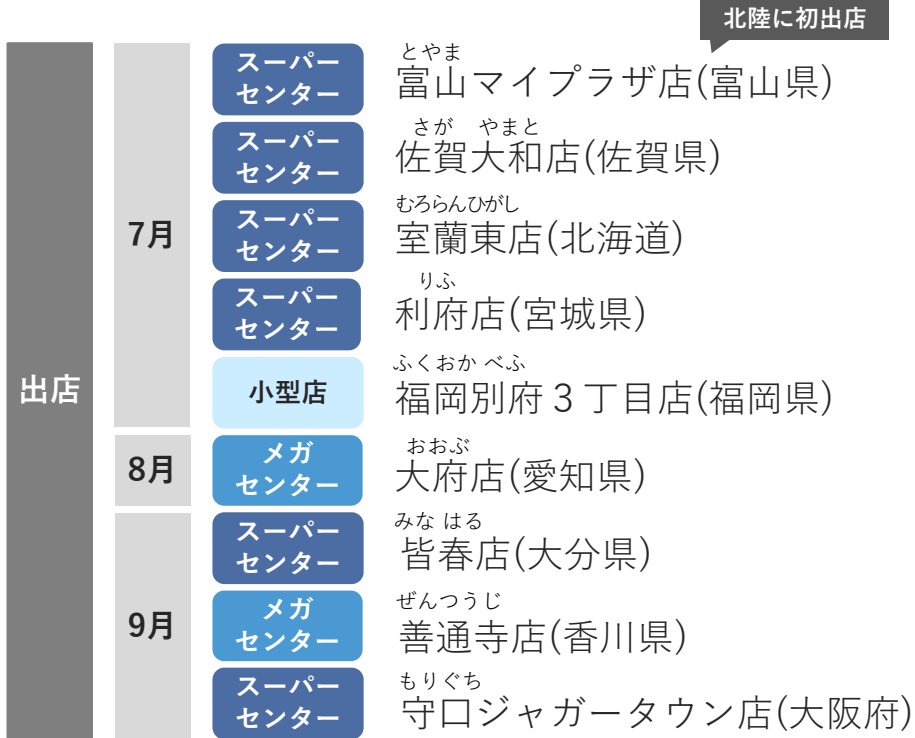 北陸に初出店
出店
7月
スーパー
センター
とやま
富山マイプラザ店(富山県)
スーパー
センター
さが やまと
佐賀大和店(佐賀県)
スーパー
センター
むろらんひがし
室蘭東店(北海道)
スーパー
センター
りふ
利府店(宮城県)
小型店
ふくおか べふ
福岡別府３丁目店(福岡県)
8月
メガ
センター
おおぶ
大府店(愛知県)
9月
スーパー
センター
みな はる
皆春店(大分県)
メガ
センター
ぜんつうじ
善通寺店(香川県)
スーパー
センター
もりぐち
守口ジャガータウン店(大阪府)